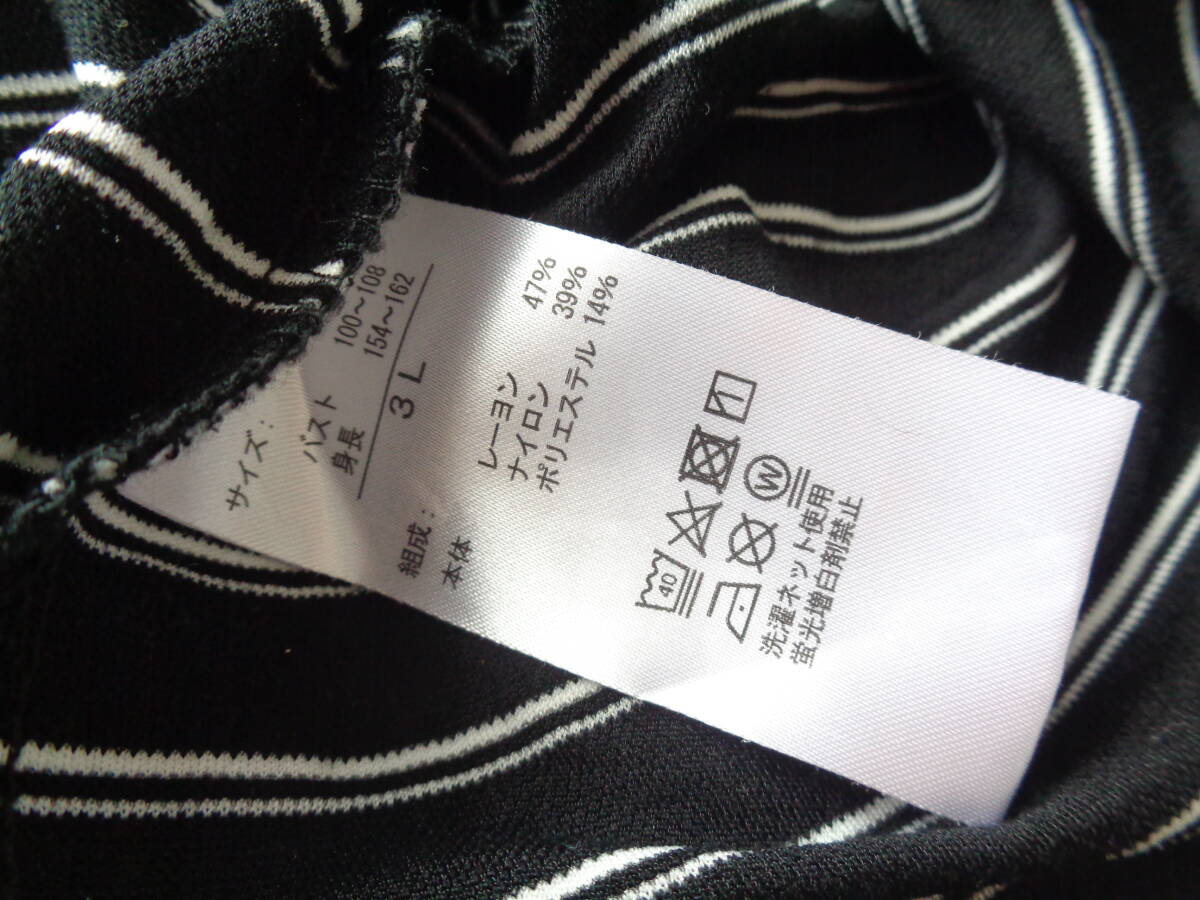 サイズ:
バスト 100～108
身長 154～162
3L
組成:
本体
レーヨン 47%
ナイロン 39%
ポリエステル 14%
40
W
洗濯ネット使用
蛍光増白剤禁止